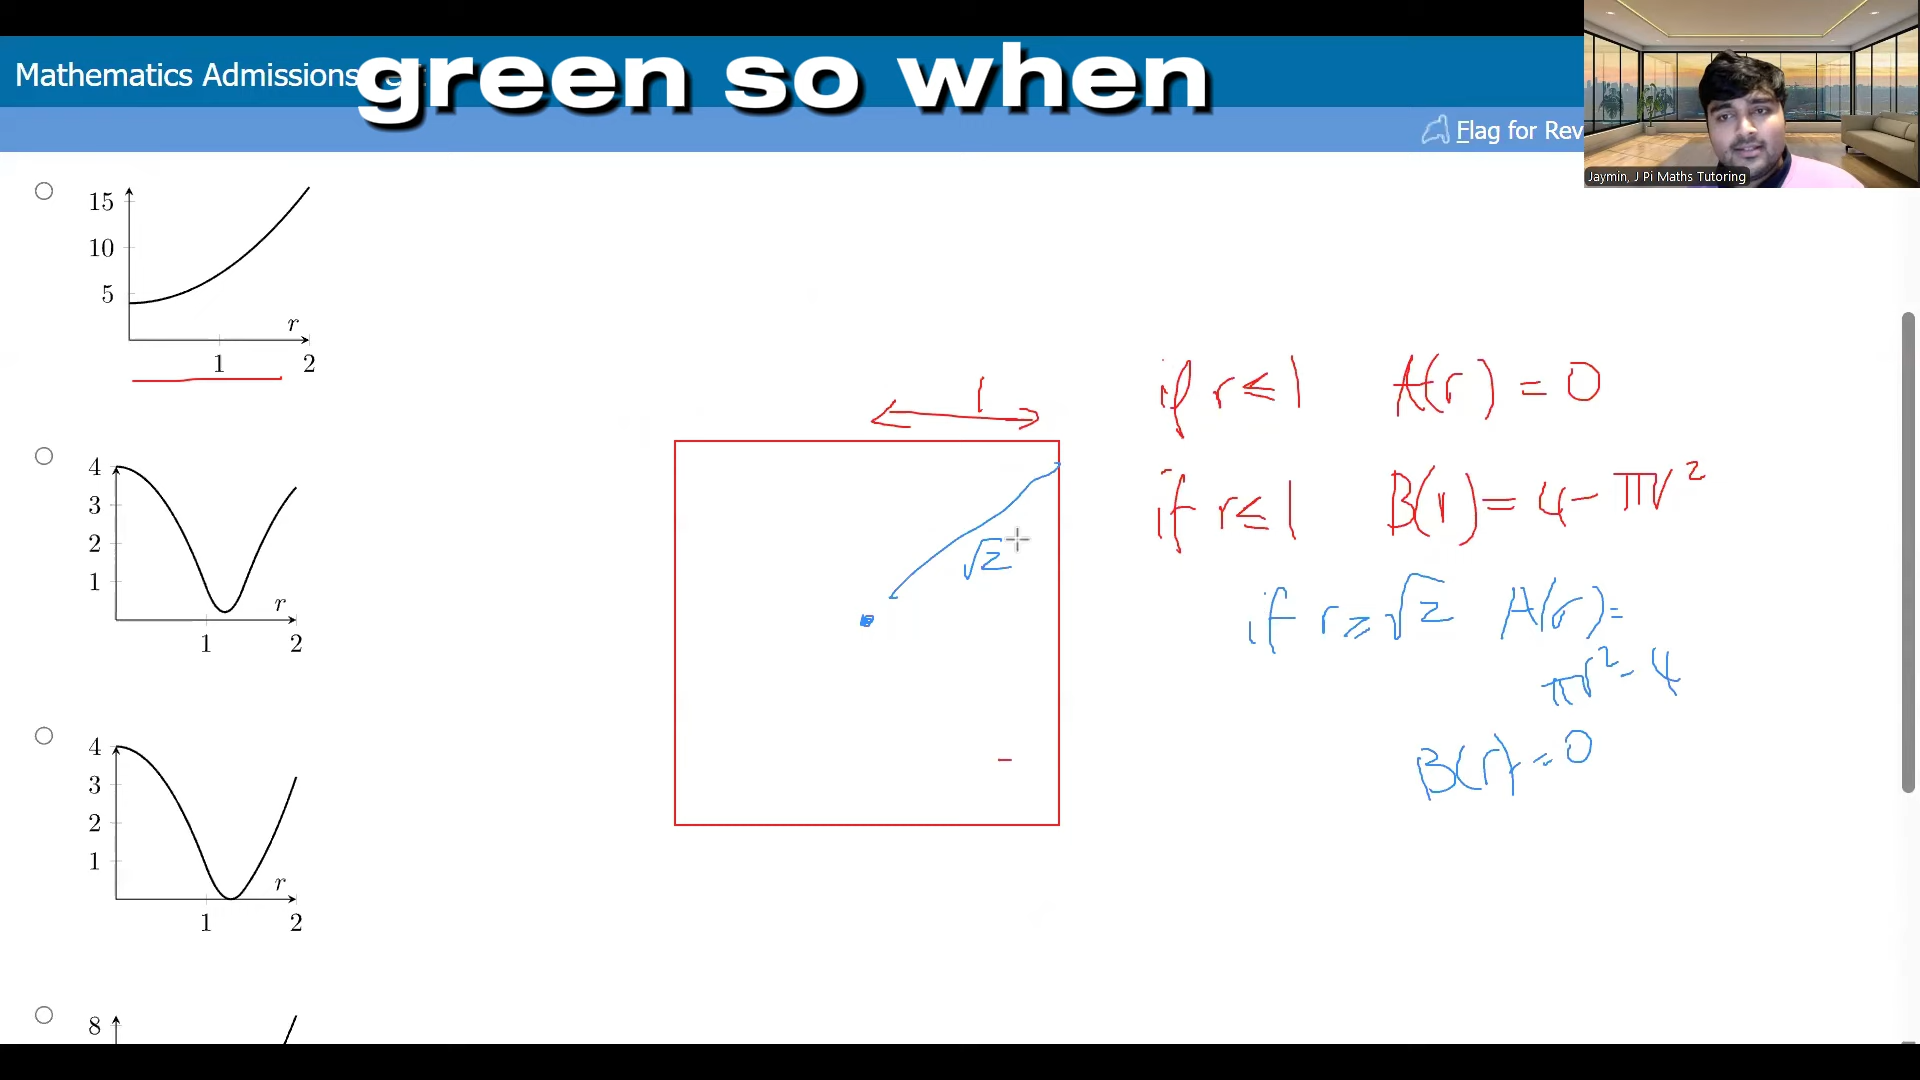 Mathematics Admissions
green so when
Flag for Rev
Jaymin, J Pi Maths Tutoring
15
10
5
r
1 2
4
3
2
1
r
1 2
4
3
2
1
r
1 2
8
1
√2
if r ≤ 1 A(r) = 0
if r ≤ 1 B(r) = 4 - πr²
if r ≥ √2 A(r) =
πr² - 4
B(r) = 0